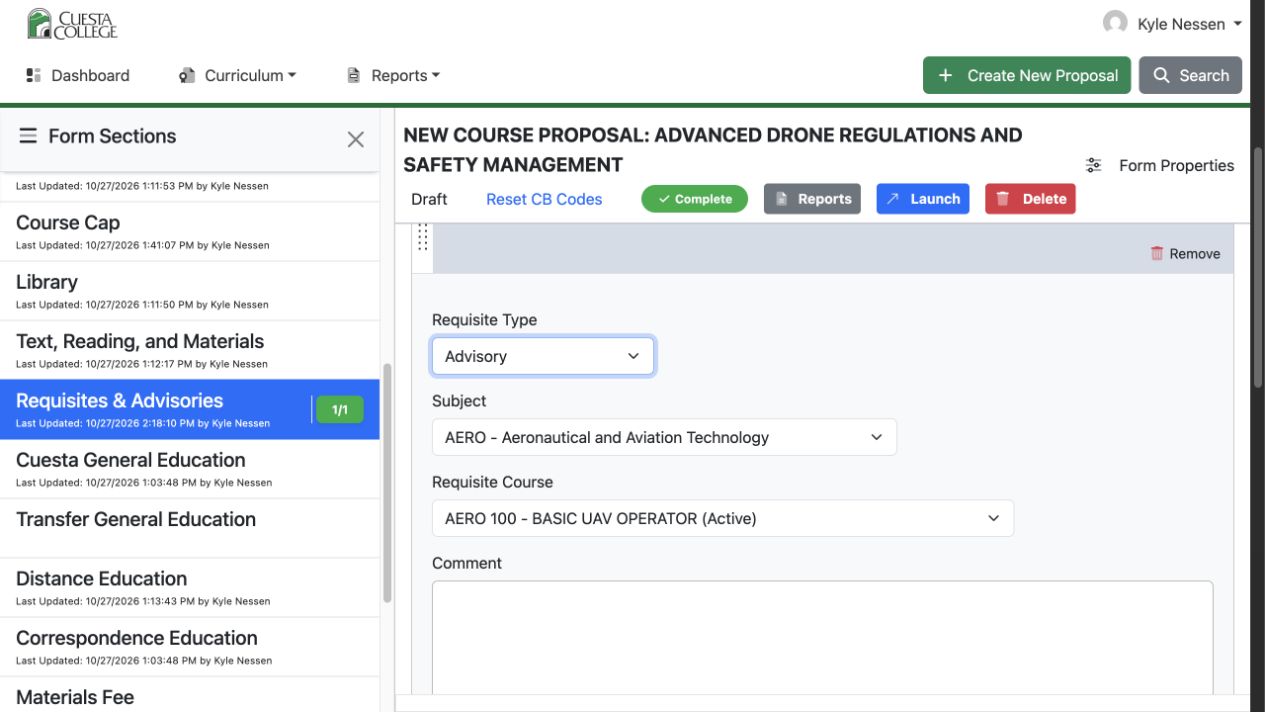 CUESTA
COLLEGE
Kyle Nessen
Dashboard
Curriculum
Reports
Create New Proposal
Search
Form Sections
Last Updated: 10/27/2026 1:11:53 PM by Kyle Nessen
Course Cap
Last Updated: 10/27/2026 1:41:07 PM by Kyle Nessen
Library
Last Updated: 10/27/2026 1:11:50 PM by Kyle Nessen
Text, Reading, and Materials
Last Updated: 10/27/2026 1:12:17 PM by Kyle Nessen
Requisites & Advisories
1/1
Last Updated: 10/27/2026 2:18:10 PM by Kyle Nessen
Cuesta General Education
Last Updated: 10/27/2026 1:03:48 PM by Kyle Nessen
Transfer General Education
Distance Education
Last Updated: 10/27/2026 1:13:43 PM by Kyle Nessen
Correspondence Education
Last Updated: 10/27/2026 1:03:48 PM by Kyle Nessen
Materials Fee
NEW COURSE PROPOSAL: ADVANCED DRONE REGULATIONS AND
SAFETY MANAGEMENT
Form Properties
Draft
Reset CB Codes
Complete
Reports
Launch
Delete
Remove
Requisite Type
Advisory
Subject
AERO - Aeronautical and Aviation Technology
Requisite Course
AERO 100 - BASIC UAV OPERATOR (Active)
Comment